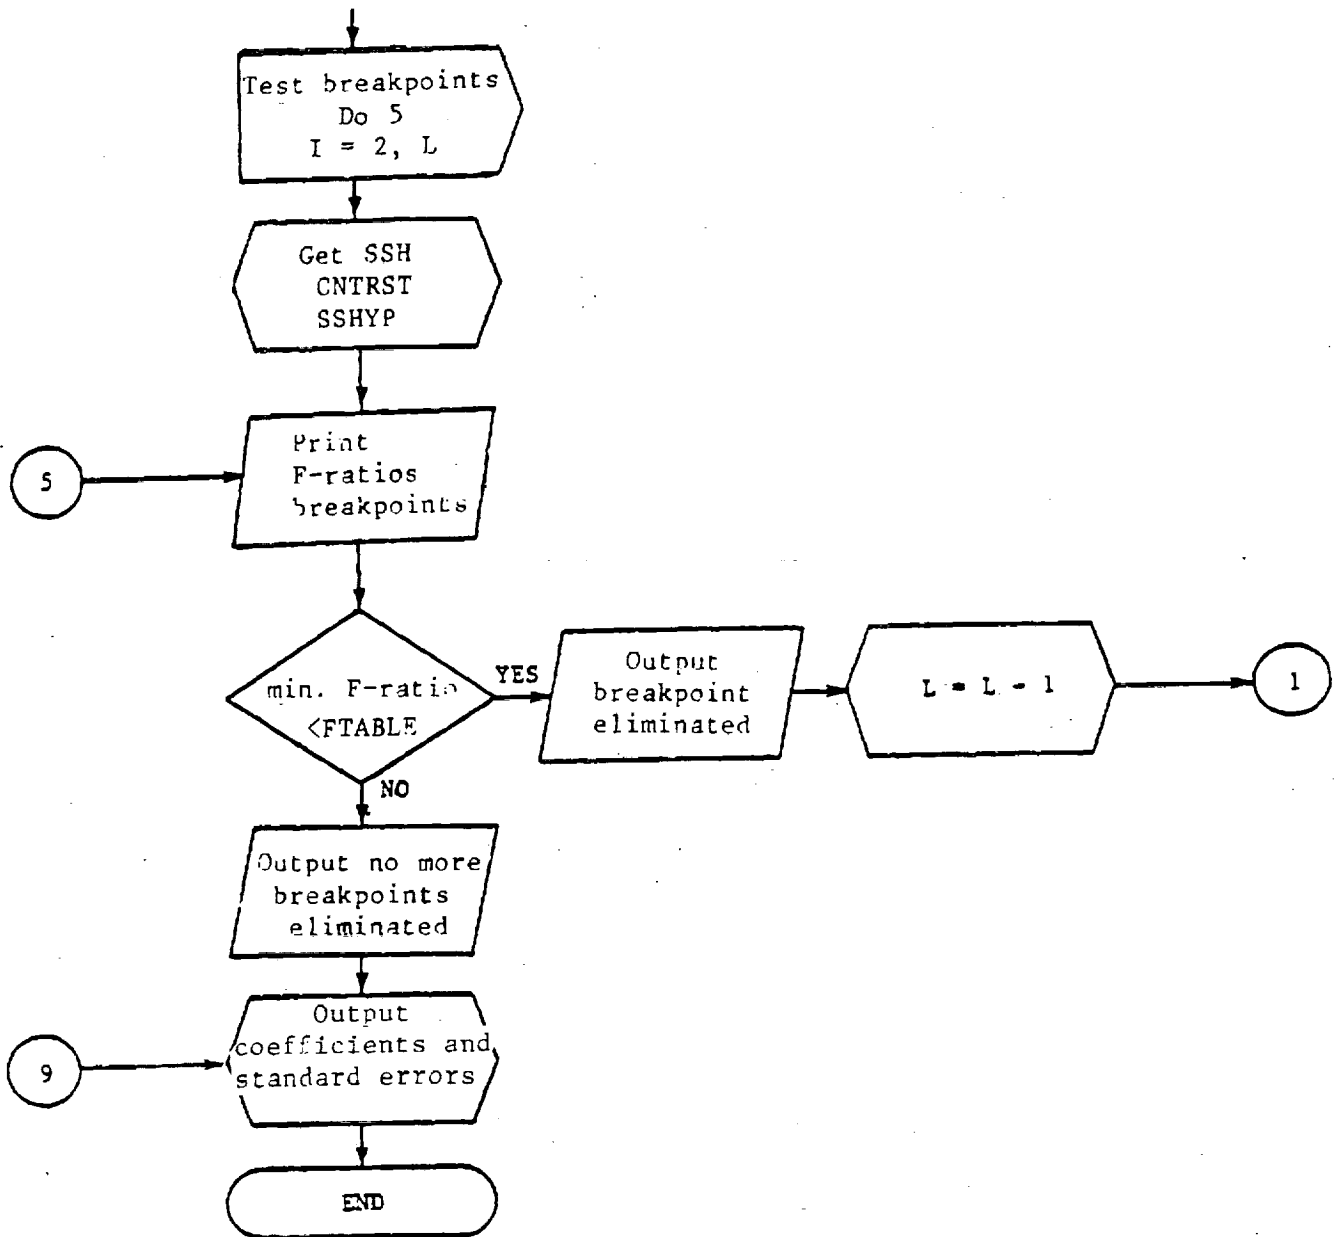 Test breakpoints
Do 5
I = 2, L
Get SSH
CNTRST
SSHYP
5
Print
F-ratios
breakpoints
min. F-ratio
<FTABLE
YES
Output
breakpoint
eliminated
L = L - 1
1
NO
Output no more
breakpoints
eliminated
9
Output
coefficients and
standard errors
END